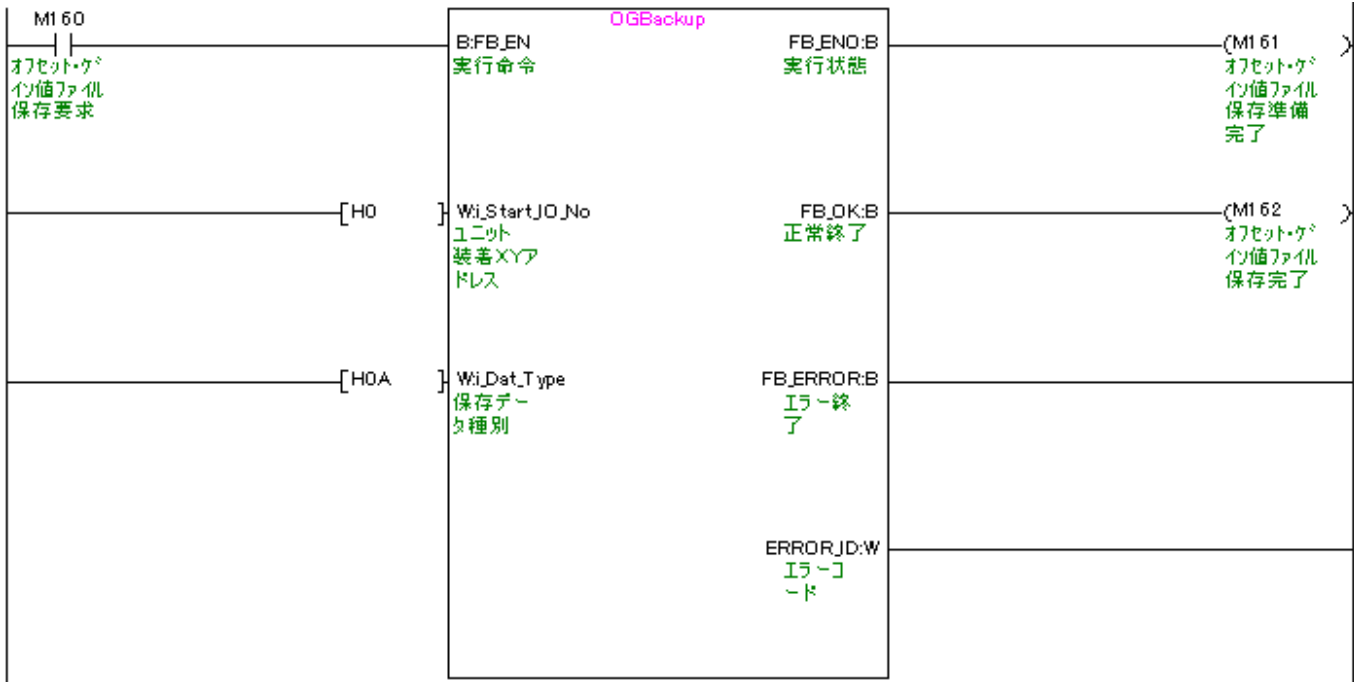 M160
オフセット・ゲ
イン値ファイル
保存要求
OGBackup
B:FB_EN
実行命令
FB_ENO:B
実行状態
(M161 )
オフセット・ゲ
イン値ファイル
保存準備
完了
[H0 ]
W:i_Start_IO_No
ユニット
装着XYア
ドレス
FB_OK:B
正常終了
(M162 )
オフセット・ゲ
イン値ファイル
保存完了
[H0A ]
W:i_Dat_Type
保存デー
タ種別
FB_ERROR:B
エラー終
了
ERROR_ID:W
エラーコ
ード